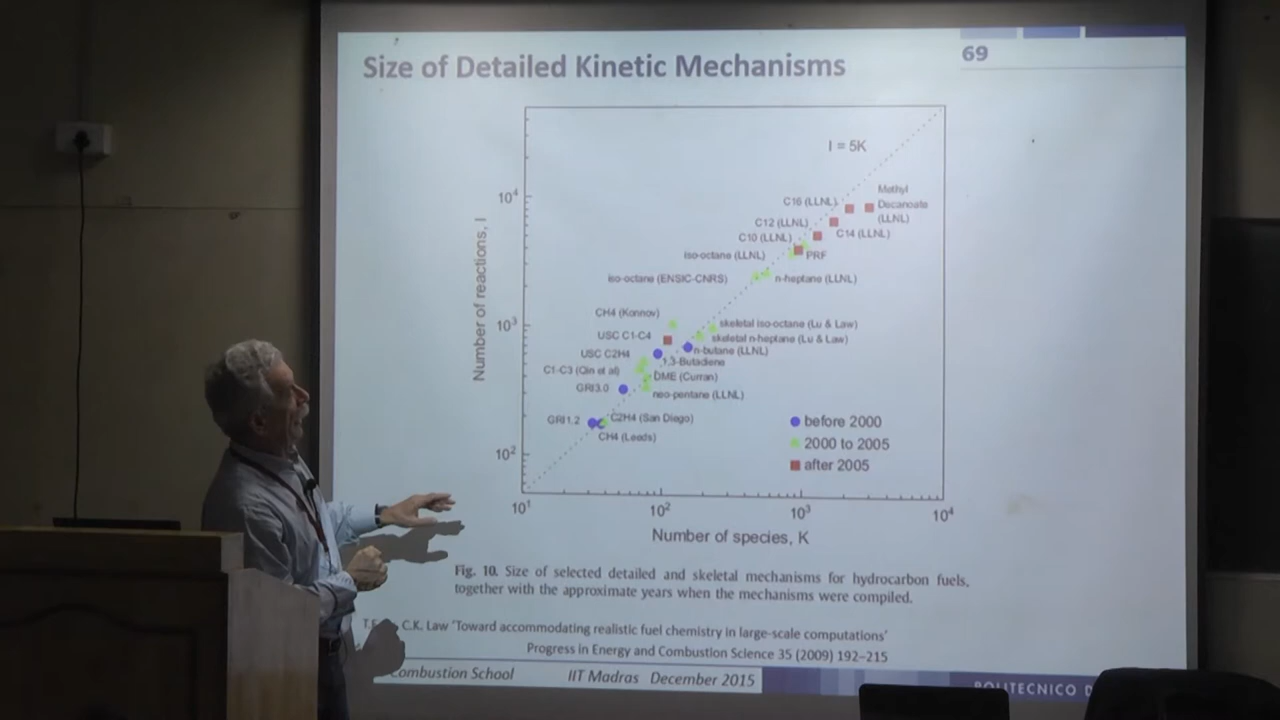 Size of Detailed Kinetic Mechanisms
69
I = 5K
Methyl
Decanoate
(LLNL)
C16 (LLNL)
C12 (LLNL)
C14 (LLNL)
C10 (LLNL)
iso-octane (LLNL)
PRF
iso-octane (ENSIC-CNRS)
n-heptane (LLNL)
CH4 (Konnov)
skeletal iso-octane (Lu & Law)
USC C1-C4
skeletal n-heptane (Lu & Law)
n-butane (LLNL)
USC C2H4
1,3-Butadiene
C1-C3 (Qin et al)
DME (Curran)
GRI3.0
neo-pentane (LLNL)
GRI1.2
C2H4 (San Diego)
CH4 (Leeds)
before 2000
2000 to 2005
after 2005
10⁴
10³
10²
Number of reactions, I
10¹
10²
10³
10⁴
Number of species, K
Fig. 10. Size of selected detailed and skeletal mechanisms for hydrocarbon fuels,
together with the approximate years when the mechanisms were compiled.
C.K. Law 'Toward accommodating realistic fuel chemistry in large-scale computations'
Progress in Energy and Combustion Science 35 (2009) 192–215
Combustion School
IIT Madras December 2015
POLITECNICO